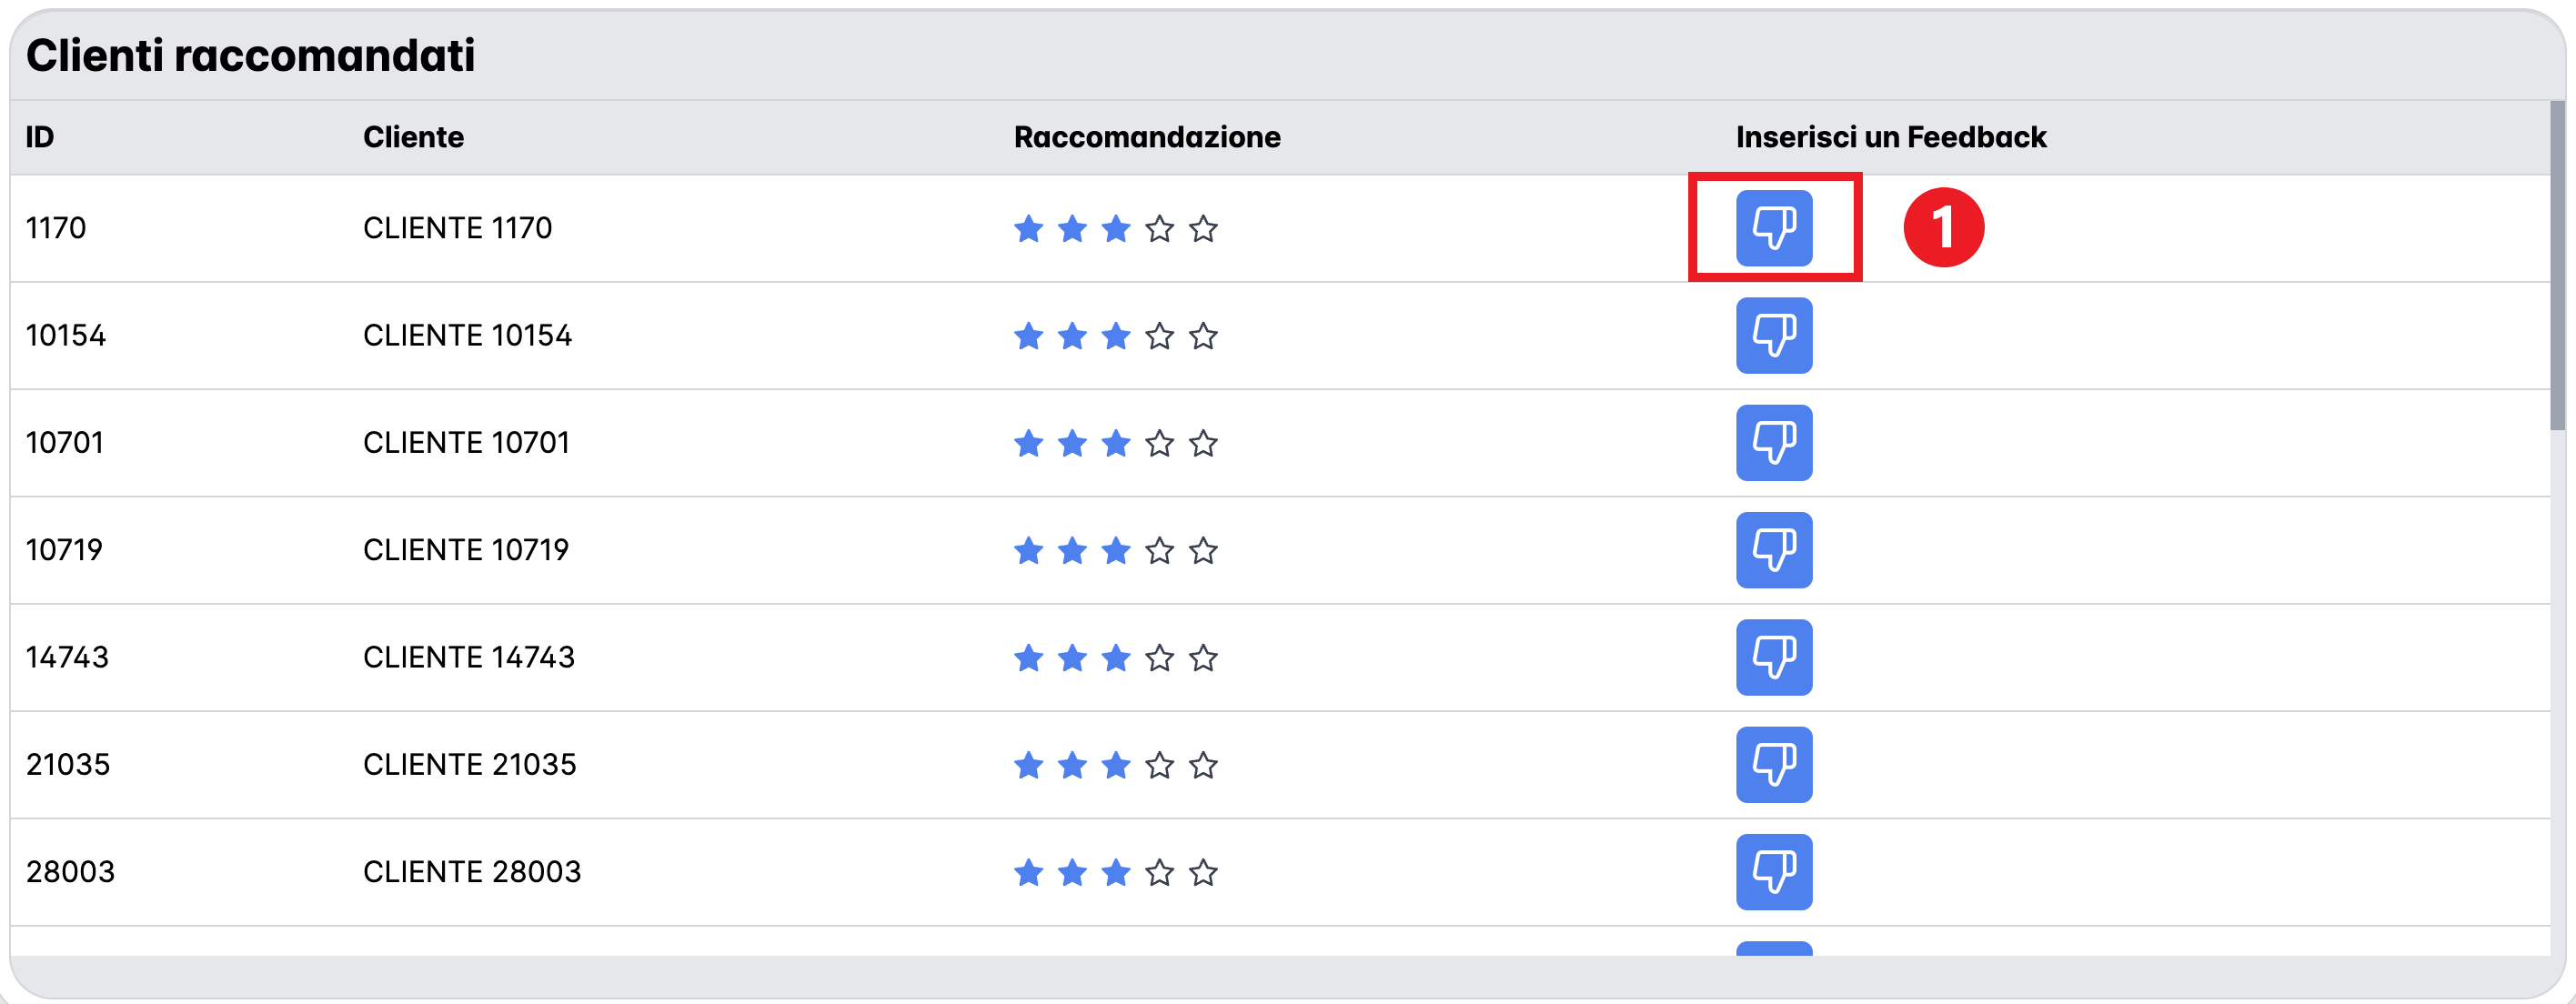 Clienti raccomandati
ID Cliente Raccomandazione Inserisci un Feedback
1170 CLIENTE 1170 1
10154 CLIENTE 10154
10701 CLIENTE 10701
10719 CLIENTE 10719
14743 CLIENTE 14743
21035 CLIENTE 21035
28003 CLIENTE 28003